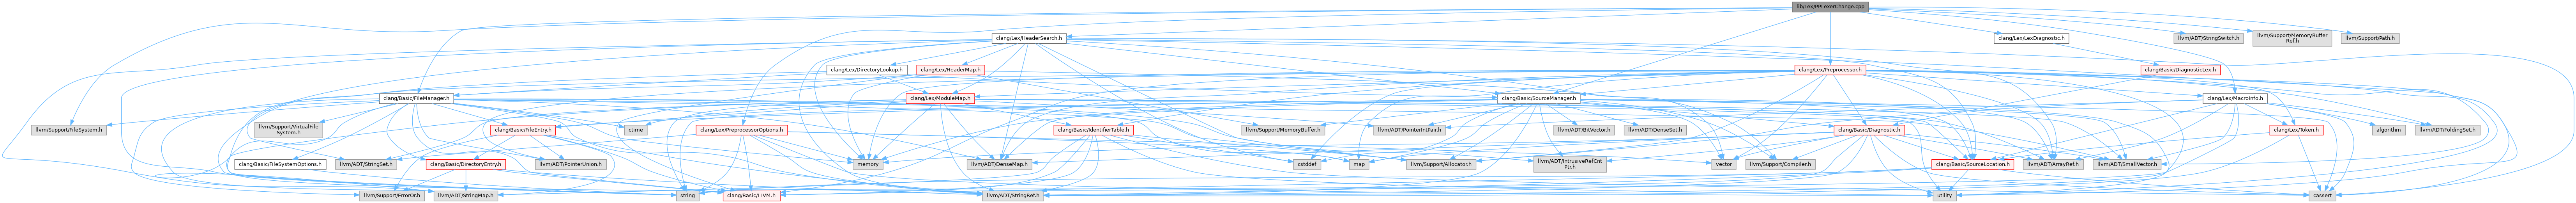 lib/Lex/PPLexerChange.cpp
clang/Lex/HeaderSearch.h
clang/Lex/LexDiagnostic.h
llvm/ADT/StringSwitch.h
llvm/Support/MemoryBuffer
Ref.h
llvm/Support/Path.h
clang/Lex/DirectoryLookup.h
clang/Lex/HeaderMap.h
clang/Lex/Preprocessor.h
clang/Basic/DiagnosticLex.h
clang/Basic/FileManager.h
clang/Lex/ModuleMap.h
clang/Basic/SourceManager.h
clang/Lex/MacroInfo.h
llvm/Support/FileSystem.h
llvm/Support/VirtualFile
System.h
clang/Basic/FileEntry.h
ctime
clang/Lex/PreprocessorOptions.h
clang/Basic/IdentifierTable.h
llvm/Support/MemoryBuffer.h
llvm/ADT/PointerIntPair.h
llvm/ADT/BitVector.h
llvm/ADT/DenseSet.h
clang/Basic/Diagnostic.h
clang/Lex/Token.h
algorithm
llvm/ADT/FoldingSet.h
clang/Basic/FileSystemOptions.h
llvm/ADT/StringSet.h
clang/Basic/DirectoryEntry.h
llvm/ADT/PointerUnion.h
memory
llvm/ADT/DenseMap.h
cstddef
map
llvm/Support/Allocator.h
llvm/ADT/IntrusiveRefCnt
Ptr.h
vector
llvm/Support/Compiler.h
clang/Basic/SourceLocation.h
llvm/ADT/ArrayRef.h
llvm/ADT/SmallVector.h
llvm/Support/ErrorOr.h
llvm/ADT/StringMap.h
string
clang/Basic/LLVM.h
llvm/ADT/StringRef.h
utility
cassert